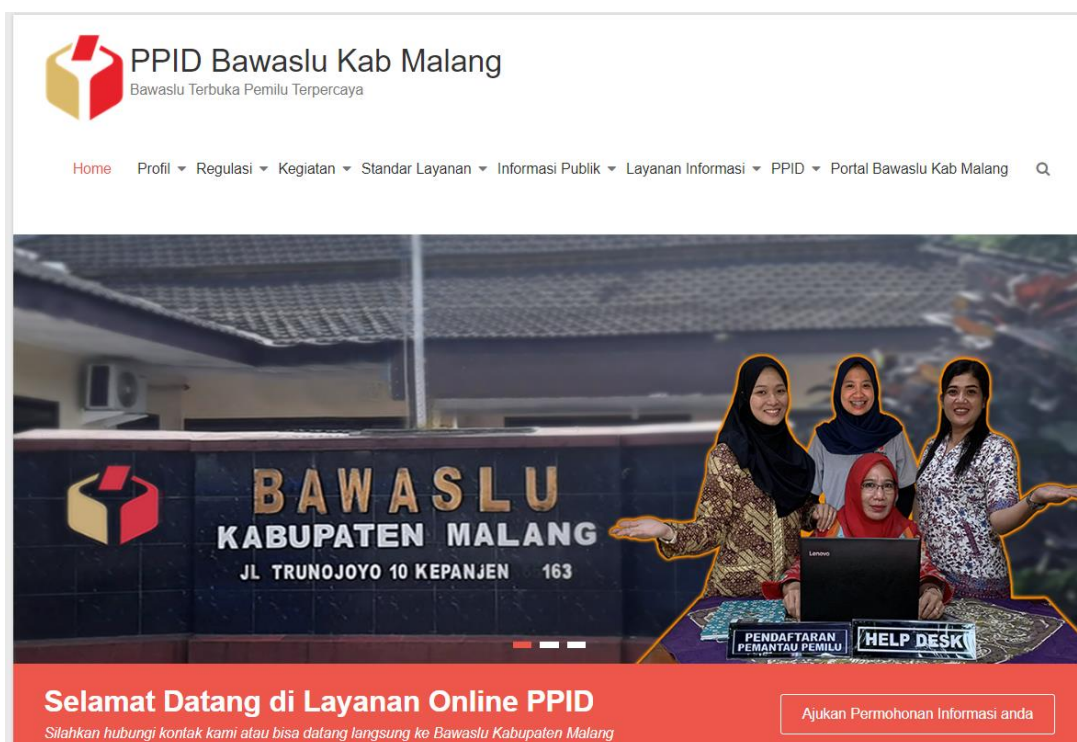 PPID Bawaslu Kab Malang
Bawaslu Terbuka Pemilu Terpercaya
Home Profil Regulasi Kegiatan Standar Layanan Informasi Publik Layanan Informasi PPID Portal Bawaslu Kab Malang
BAWASLU
KABUPATEN MALANG
JL TRUNOJOYO 10 KEPANJEN 163
Lenovo
PENDAFTARAN
PEMANTAU PEMILU
HELP DESK
Selamat Datang di Layanan Online PPID
Silahkan hubungi kontak kami atau bisa datang langsung ke Bawaslu Kabupaten Malang
Ajukan Permohonan Informasi anda